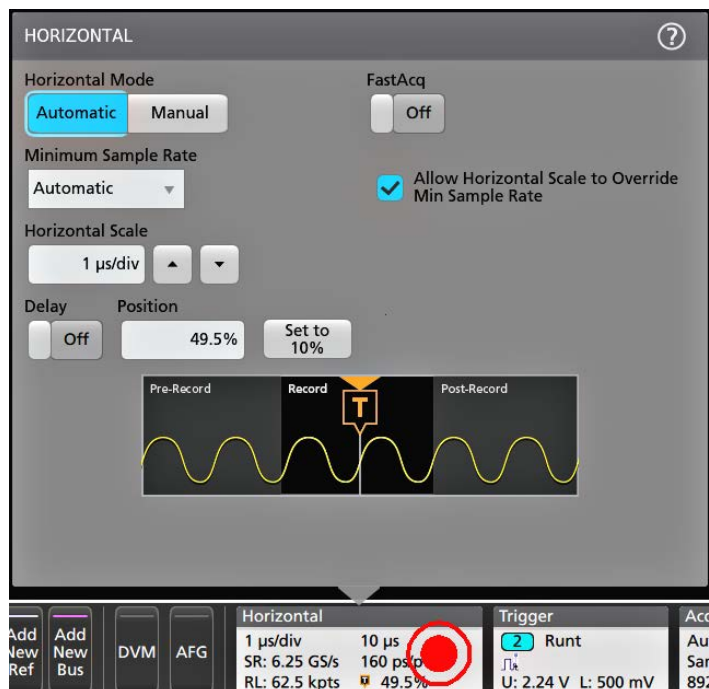 HORIZONTAL
?
Horizontal Mode
FastAcq
Automatic Manual
Off
Minimum Sample Rate
Automatic
Allow Horizontal Scale to Override
Min Sample Rate
Horizontal Scale
1 µs/div
Delay Position
Off 49.5% Set to
10%
Pre-Record Record Post-Record
T
Add
New
Ref
Add
New
Bus
DVM
AFG
Horizontal
1 µs/div 10 µs
SR: 6.25 GS/s 160 ps/p
RL: 62.5 kpts 49.5%
Trigger
2 Runt
U: 2.24 V L: 500 mV
892